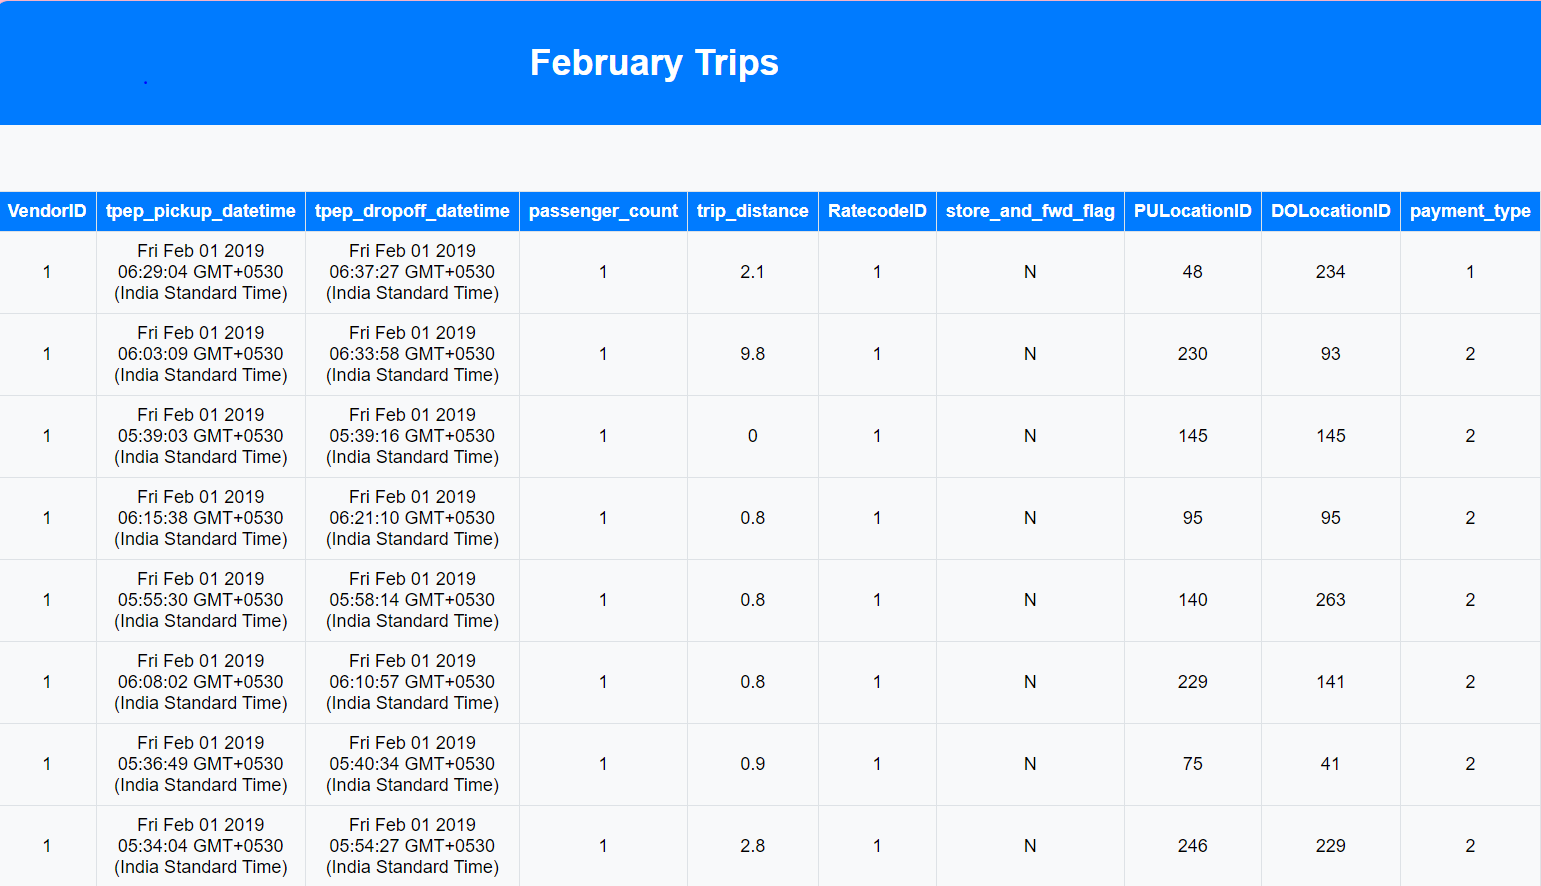 February Trips
VendorID tpep_pickup_datetime tpep_dropoff_datetime passenger_count trip_distance RatecodeID store_and_fwd_flag PULocationID DOLocationID payment_type
Fri Feb 01 2019 Fri Feb 01 2019
1 06:29:04 GMT+0530 06:37:27 GMT+0530 1 2.1 1 N 48 234 1
(India Standard Time) (India Standard Time)
Fri Feb 01 2019 Fri Feb 01 2019
1 06:03:09 GMT+0530 06:33:58 GMT+0530 1 9.8 1 N 230 93 2
(India Standard Time) (India Standard Time)
Fri Feb 01 2019 Fri Feb 01 2019
1 05:39:03 GMT+0530 05:39:16 GMT+0530 1 0 1 N 145 145 2
(India Standard Time) (India Standard Time)
Fri Feb 01 2019 Fri Feb 01 2019
1 06:15:38 GMT+0530 06:21:10 GMT+0530 1 0.8 1 N 95 95 2
(India Standard Time) (India Standard Time)
Fri Feb 01 2019 Fri Feb 01 2019
1 05:55:30 GMT+0530 05:58:14 GMT+0530 1 0.8 1 N 140 263 2
(India Standard Time) (India Standard Time)
Fri Feb 01 2019 Fri Feb 01 2019
1 06:08:02 GMT+0530 06:10:57 GMT+0530 1 0.8 1 N 229 141 2
(India Standard Time) (India Standard Time)
Fri Feb 01 2019 Fri Feb 01 2019
1 05:36:49 GMT+0530 05:40:34 GMT+0530 1 0.9 1 N 75 41 2
(India Standard Time) (India Standard Time)
Fri Feb 01 2019 Fri Feb 01 2019
1 05:34:04 GMT+0530 05:54:27 GMT+0530 1 2.8 1 N 246 229 2
(India Standard Time) (India Standard Time)